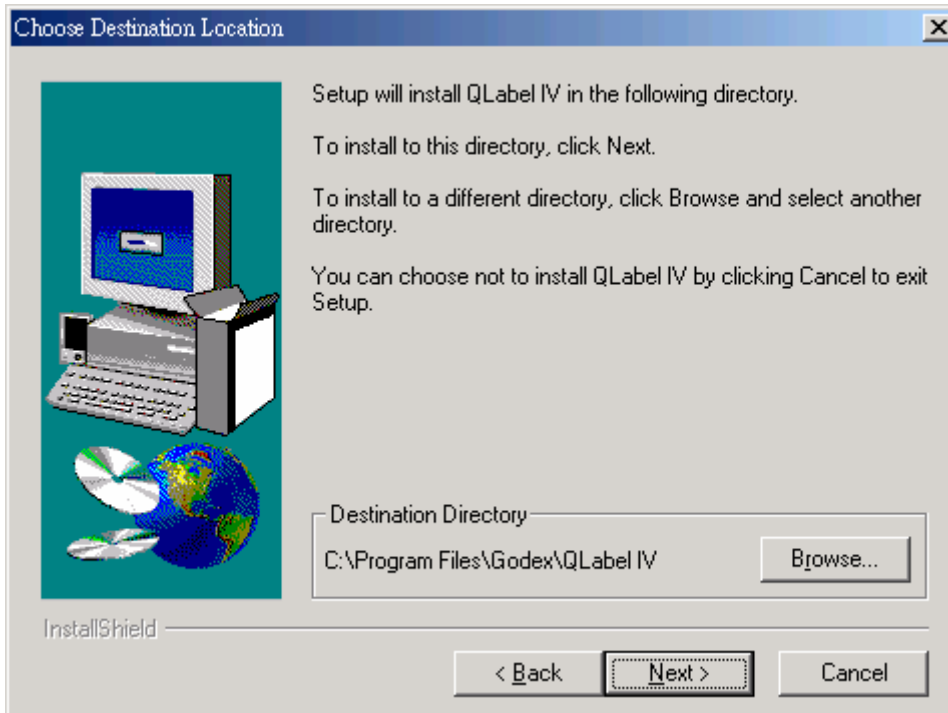 Choose Destination Location
Setup will install QLabel IV in the following directory.
To install to this directory, click Next.
To install to a different directory, click Browse and select another
directory.
You can choose not to install QLabel IV by clicking Cancel to exit
Setup.
Destination Directory
C:\Program Files\Godex\QLabel IV
Browse...
InstallShield
< Back
Next >
Cancel